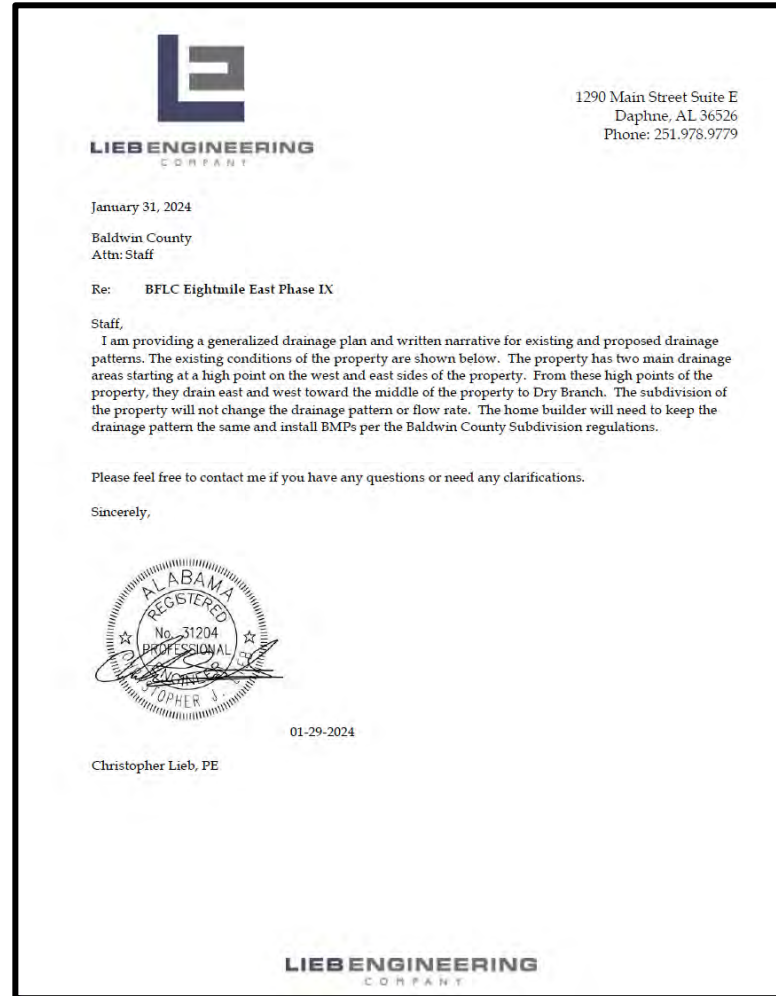 LE
LIEB ENGINEERING
COMPANY
1290 Main Street Suite E
Daphne, AL 36526
Phone: 251.978.9779
January 31, 2024
Baldwin County
Attn: Staff
Re: BFLC Eightmile East Phase IX
Staff,
I am providing a generalized drainage plan and written narrative for existing and proposed drainage
patterns. The existing conditions of the property are shown below. The property has two main drainage
areas starting at a high point on the west and east sides of the property. From these high points of the
property, they drain east and west toward the middle of the property to Dry Branch. The subdivision of
the property will not change the drainage pattern or flow rate. The home builder will need to keep the
drainage pattern the same and install BMPs per the Baldwin County Subdivision regulations.
Please feel free to contact me if you have any questions or need any clarifications.
Sincerely,
ALABAMA
REGISTERED
No. 31204
PROFESSIONAL
ENGINEER
CHRISTOPHER J. LIEB
01-29-2024
Christopher Lieb, PE
LIEB ENGINEERING
COMPANY